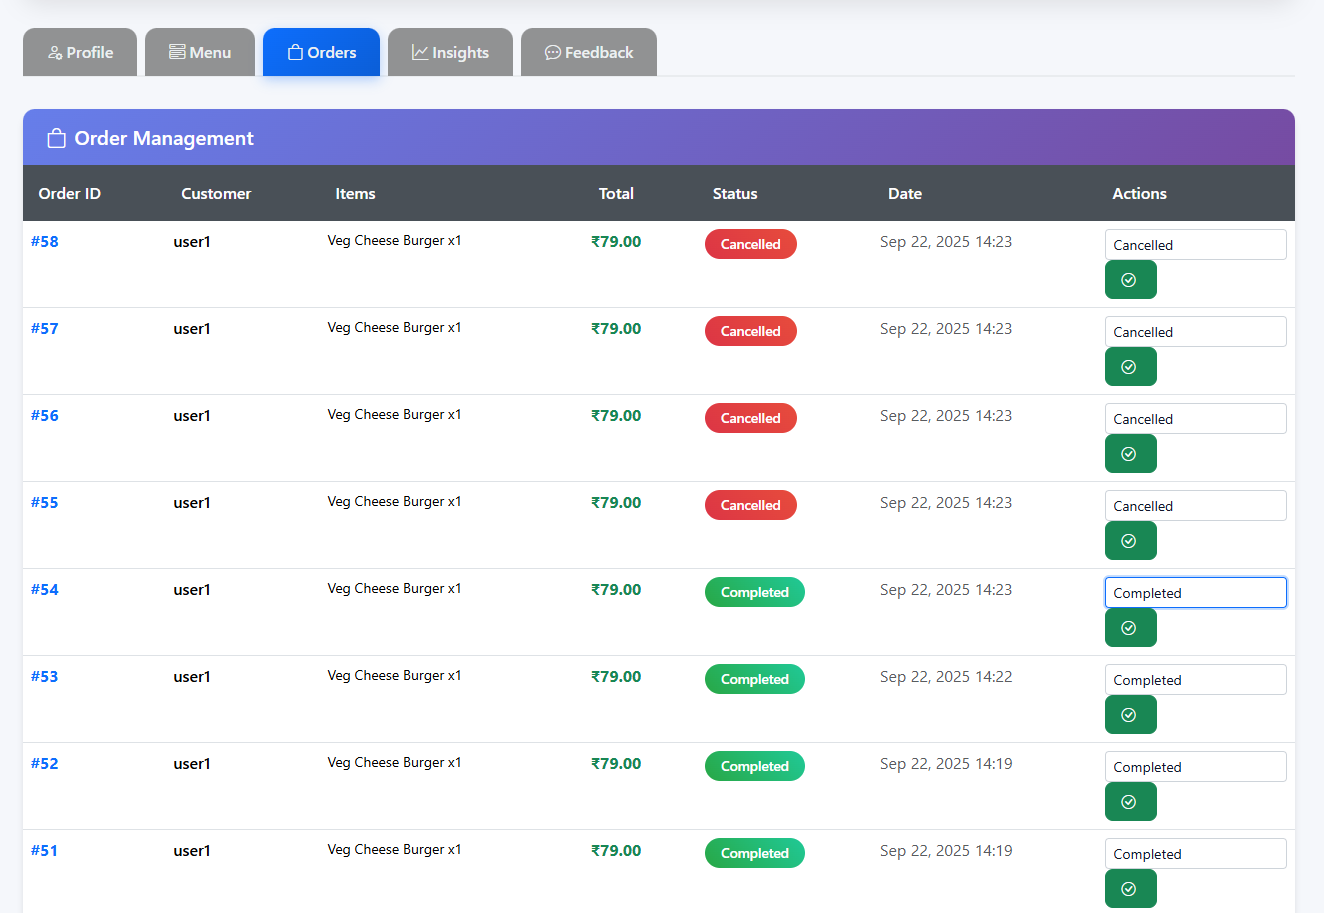 Profile Menu Orders Insights Feedback
Order Management
Order ID Customer Items Total Status Date Actions
#58 user1 Veg Cheese Burger x1 ₹79.00 Cancelled Sep 22, 2025 14:23 Cancelled
#57 user1 Veg Cheese Burger x1 ₹79.00 Cancelled Sep 22, 2025 14:23 Cancelled
#56 user1 Veg Cheese Burger x1 ₹79.00 Cancelled Sep 22, 2025 14:23 Cancelled
#55 user1 Veg Cheese Burger x1 ₹79.00 Cancelled Sep 22, 2025 14:23 Cancelled
#54 user1 Veg Cheese Burger x1 ₹79.00 Completed Sep 22, 2025 14:23 Completed
#53 user1 Veg Cheese Burger x1 ₹79.00 Completed Sep 22, 2025 14:22 Completed
#52 user1 Veg Cheese Burger x1 ₹79.00 Completed Sep 22, 2025 14:19 Completed
#51 user1 Veg Cheese Burger x1 ₹79.00 Completed Sep 22, 2025 14:19 Completed